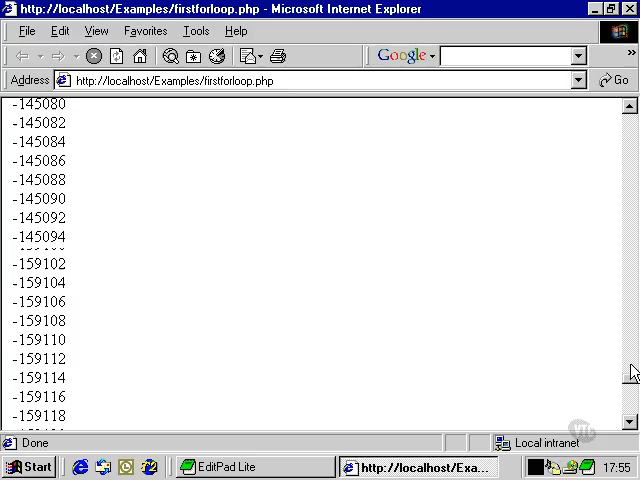 http://localhost/Examples/firstforloop.php - Microsoft Internet Explorer
File Edit View Favorites Tools Help
Google
»
Address http://localhost/Examples/firstforloop.php Go »
-145080
-145082
-145084
-145086
-145088
-145090
-145092
-145094
-159102
-159104
-159106
-159108
-159110
-159112
-159114
-159116
-159118
VTC
Done Local intranet
Start EditPad Lite http://localhost/Exa... 17:55